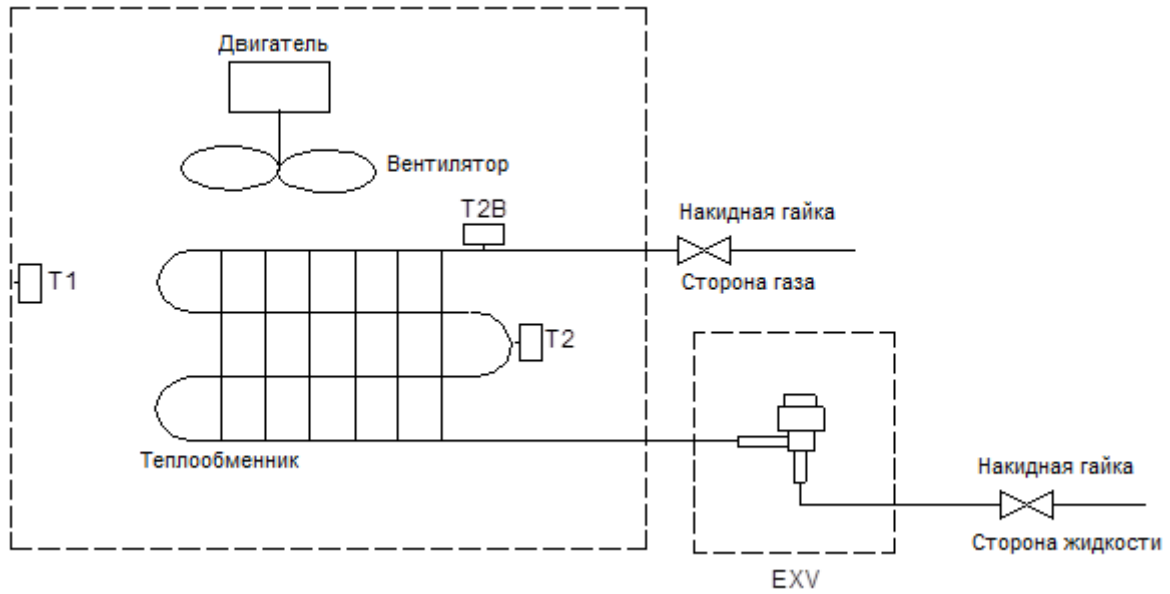 Двигатель
Вентилятор
T2B
Накидная гайка
T1
Сторона газа
T2
Теплообменник
Накидная гайка
Сторона жидкости
EXV